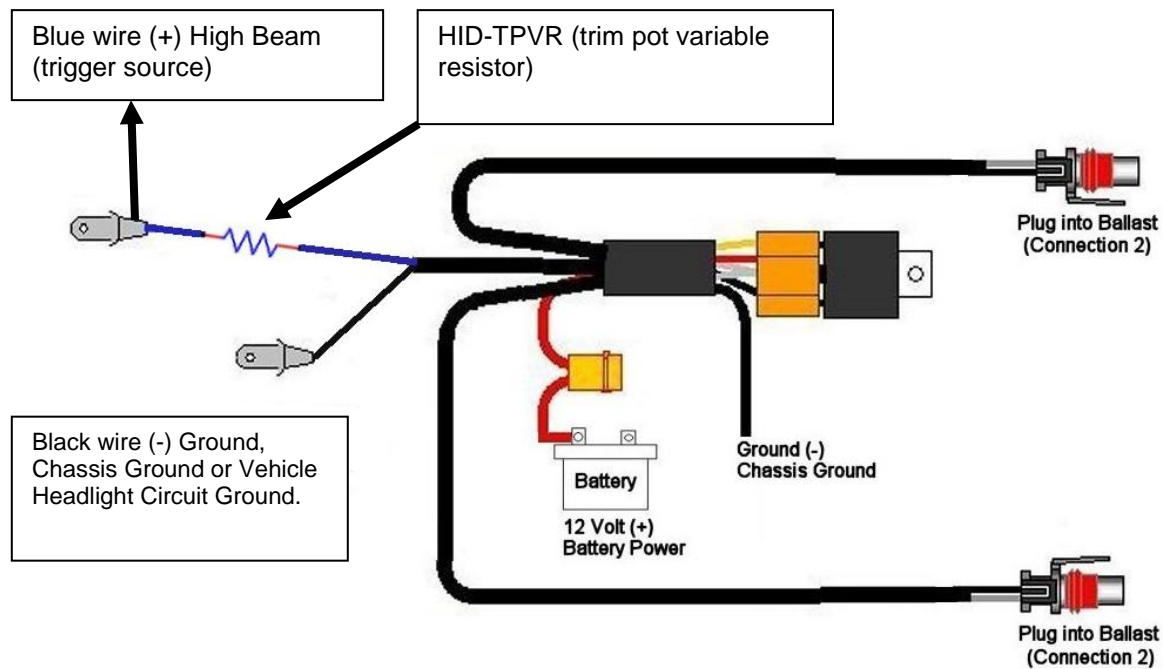 Blue wire (+) High Beam
(trigger source)
HID-TPVR (trim pot variable
resistor)
Plug into Ballast
(Connection 2)
Black wire (-) Ground,
Chassis Ground or Vehicle
Headlight Circuit Ground.
Ground (-)
Chassis Ground
Battery
12 Volt (+)
Battery Power
Plug into Ballast
(Connection 2)